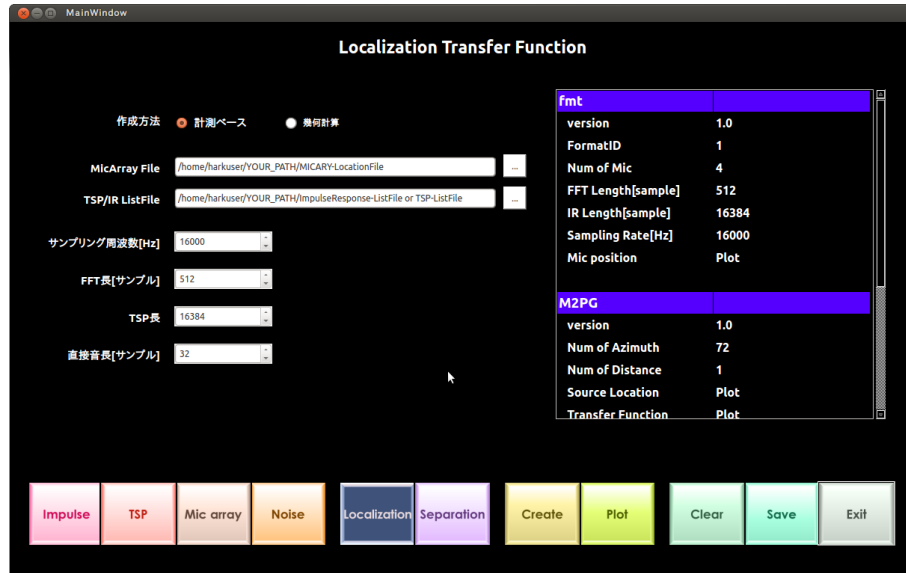 MainWindow
Localization Transfer Function
作成方法 計測ベース 幾何計算
MicArray File /home/harkuser/YOUR_PATH/MICARY-LocationFile ...
TSP/IR ListFile /home/harkuser/YOUR_PATH/ImpulseResponse-ListFile or TSP-ListFile ...
サンプリング周波数[Hz] 16000
FFT長[サンプル] 512
TSP長 16384
直接音長[サンプル] 32
fmt
version 1.0
FormatID 1
Num of Mic 4
FFT Length[sample] 512
IR Length[sample] 16384
Sampling Rate[Hz] 16000
Mic position Plot
M2PG
version 1.0
Num of Azimuth 72
Num of Distance 1
Source Location Plot
Transfer Function Plot
Impulse TSP Mic array Noise Localization Separation Create Plot Clear Save Exit